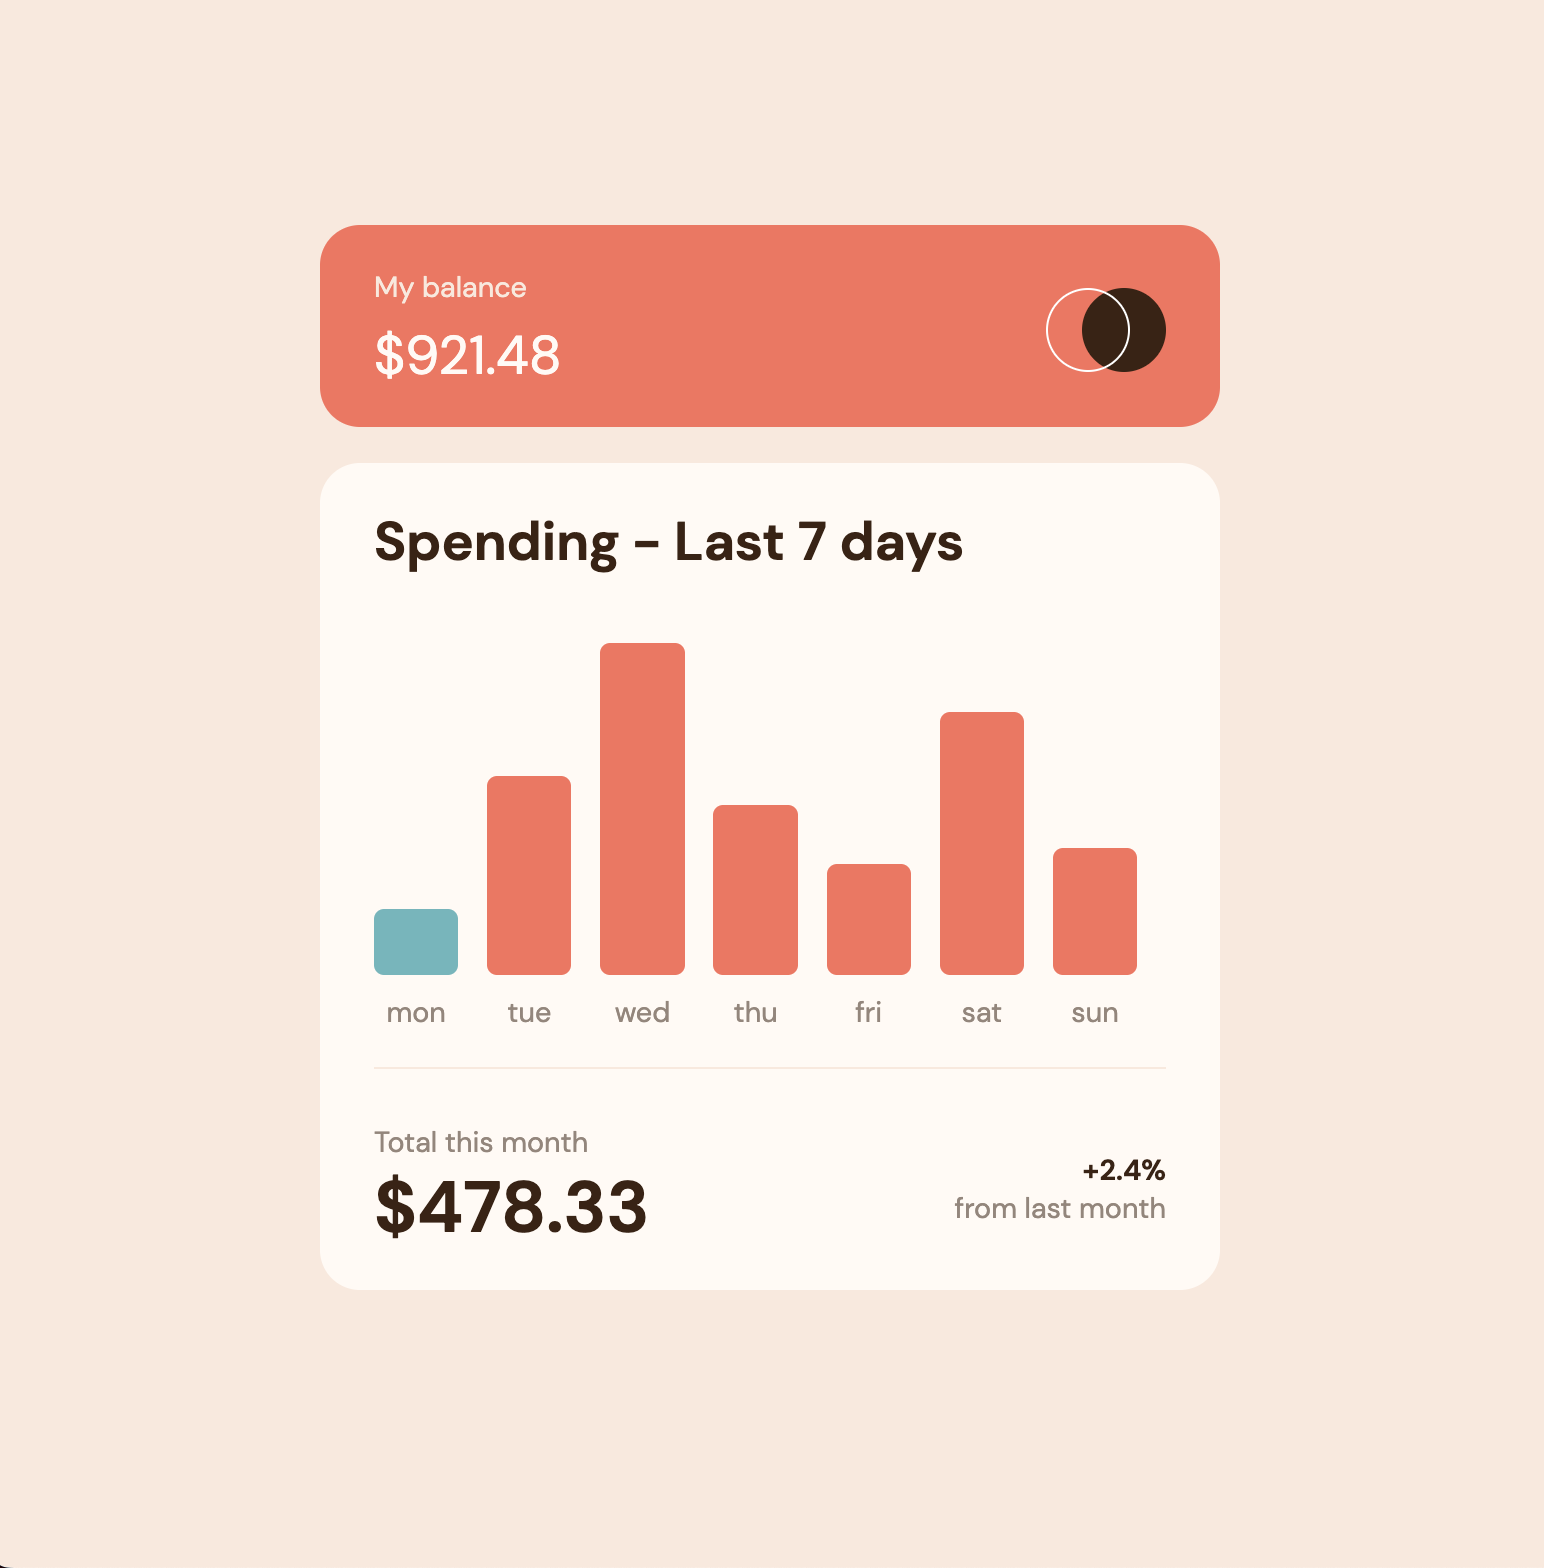 My balance
$921.48
Spending - Last 7 days
mon tue wed thu fri sat sun
Total this month
$478.33
+2.4%
from last month